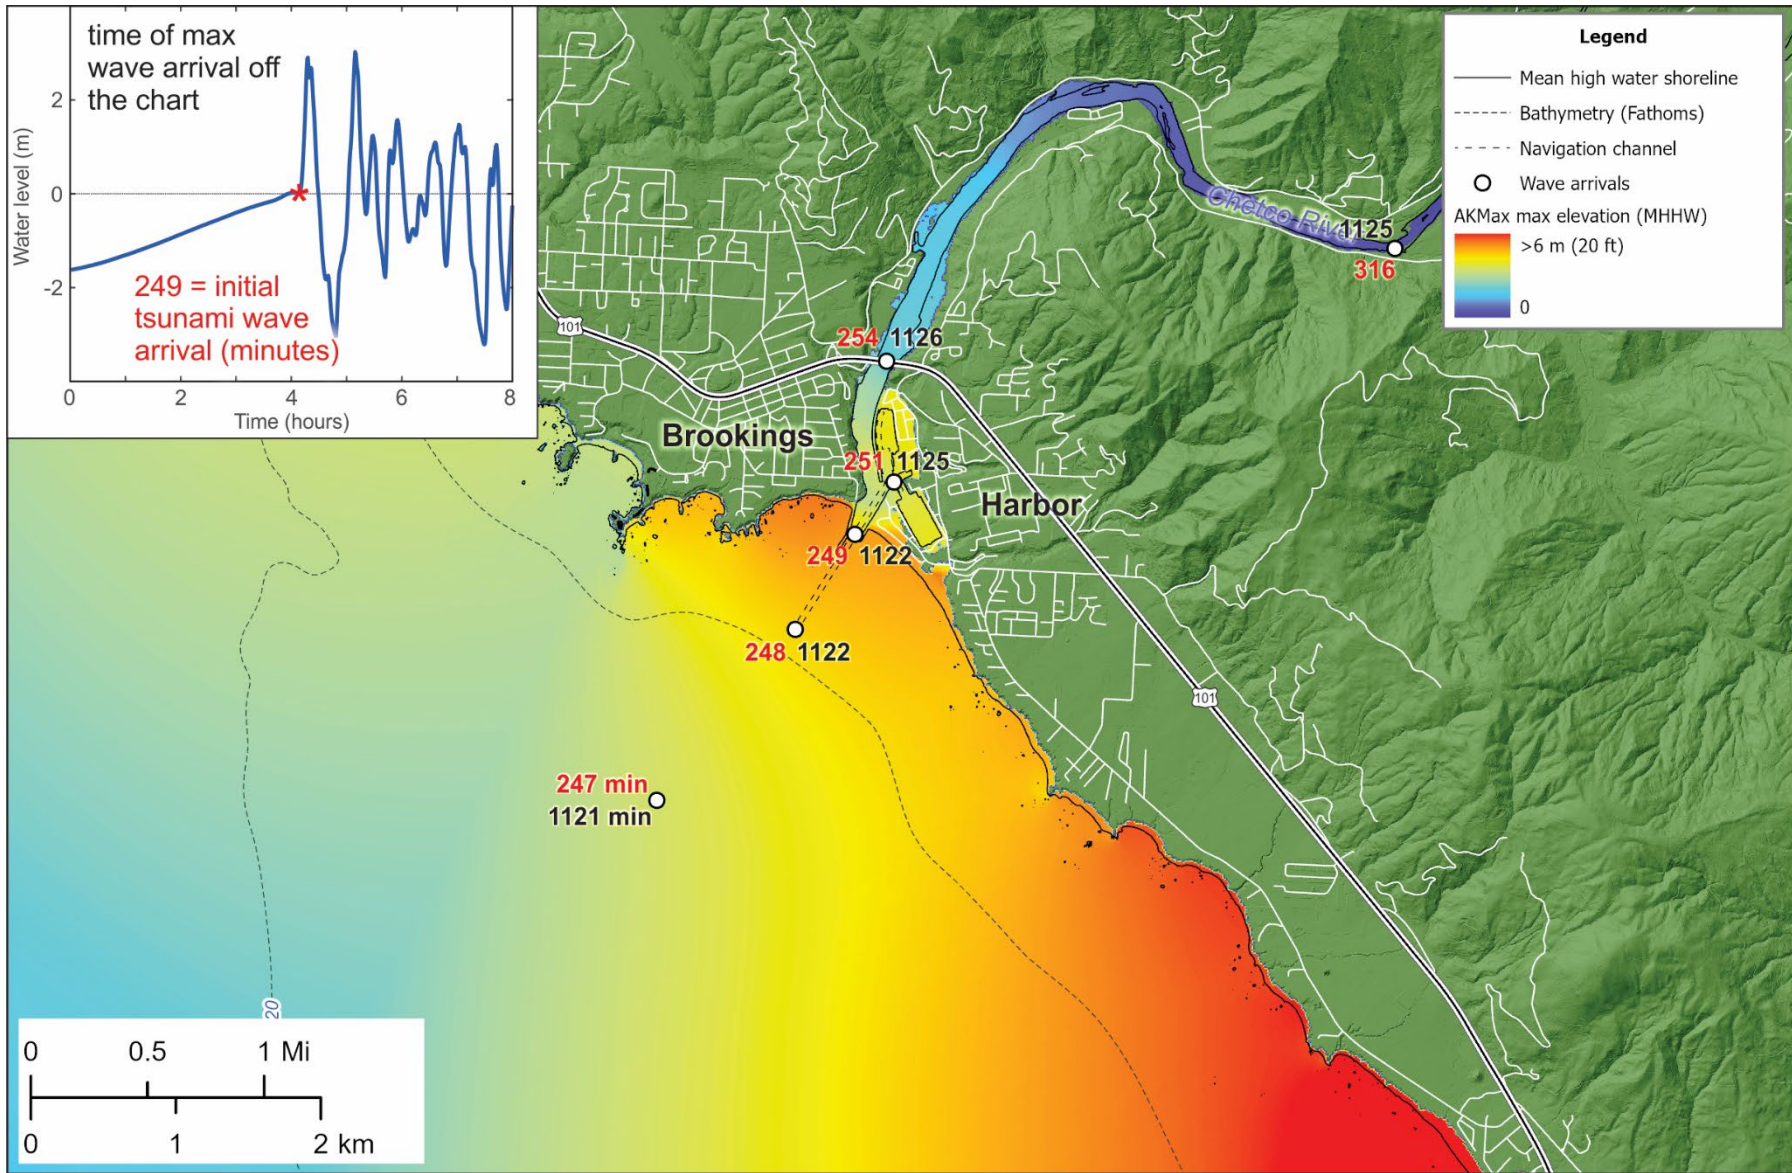 time of max
wave arrival off
the chart
2
0
-2
Water level (m)
249 = initial
tsunami wave
arrival (minutes)
0 2 4 6 8
Time (hours)
Legend
Mean high water shoreline
Bathymetry (Fathoms)
Navigation channel
Wave arrivals
AKMax max elevation (MHHW)
>6 m (20 ft)
0
Chetco River
1125
316
101
254 1126
Brookings
251 1125
Harbor
249 1122
248 1122
101
247 min
1121 min
20
0 0.5 1 Mi
0 1 2 km